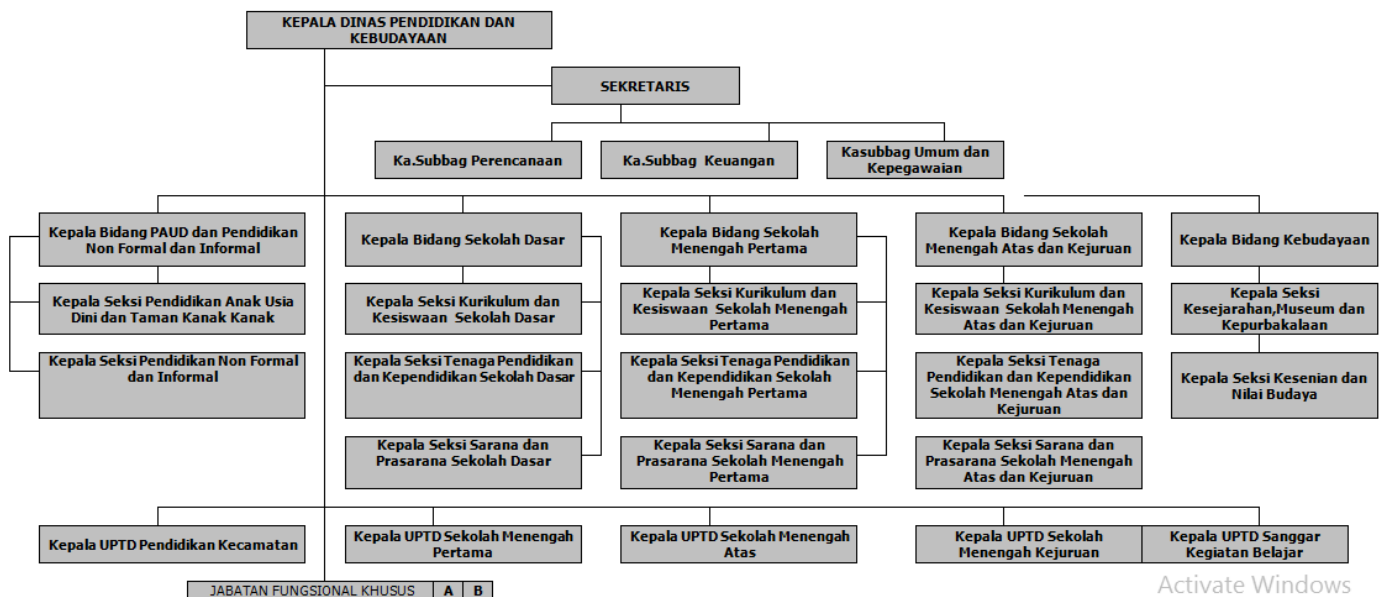 KEPALA DINAS PENDIDIKAN DAN
KEBUDAYAAN
SEKRETARIS
Ka.Subbag Perencanaan
Ka.Subbag Keuangan
Kasubbag Umum dan
Kepegawaian
Kepala Bidang PAUD dan Pendidikan
Non Formal dan Informal
Kepala Bidang Sekolah Dasar
Kepala Bidang Sekolah
Menengah Pertama
Kepala Bidang Sekolah
Menengah Atas dan Kejuruan
Kepala Bidang Kebudayaan
Kepala Seksi Pendidikan Anak Usia
Dini dan Taman Kanak Kanak
Kepala Seksi Kurikulum dan
Kesiswaan Sekolah Dasar
Kepala Seksi Kurikulum dan
Kesiswaan Sekolah Menengah
Pertama
Kepala Seksi Kurikulum dan
Kesiswaan Sekolah Menengah
Atas dan Kejuruan
Kepala Seksi
Kesejarahan,Museum dan
Kepurbakalaan
Kepala Seksi Pendidikan Non Formal
dan Informal
Kepala Seksi Tenaga Pendidikan
dan Kependidikan Sekolah Dasar
Kepala Seksi Tenaga Pendidikan
dan Kependidikan Sekolah
Menengah Pertama
Kepala Seksi Tenaga
Pendidikan dan Kependidikan
Sekolah Menengah Atas dan
Kejuruan
Kepala Seksi Kesenian dan
Nilai Budaya
Kepala Seksi Sarana dan
Prasarana Sekolah Dasar
Kepala Seksi Sarana dan
Prasarana Sekolah Menengah
Pertama
Kepala Seksi Sarana dan
Prasarana Sekolah Menengah
Atas dan Kejuruan
Kepala UPTD Pendidikan Kecamatan
Kepala UPTD Sekolah Menengah
Pertama
Kepala UPTD Sekolah Menengah
Atas
Kepala UPTD Sekolah
Menengah Kejuruan
Kepala UPTD Sanggar
Kegiatan Belajar
JABATAN FUNGSIONAL KHUSUS A B
Activate Windows